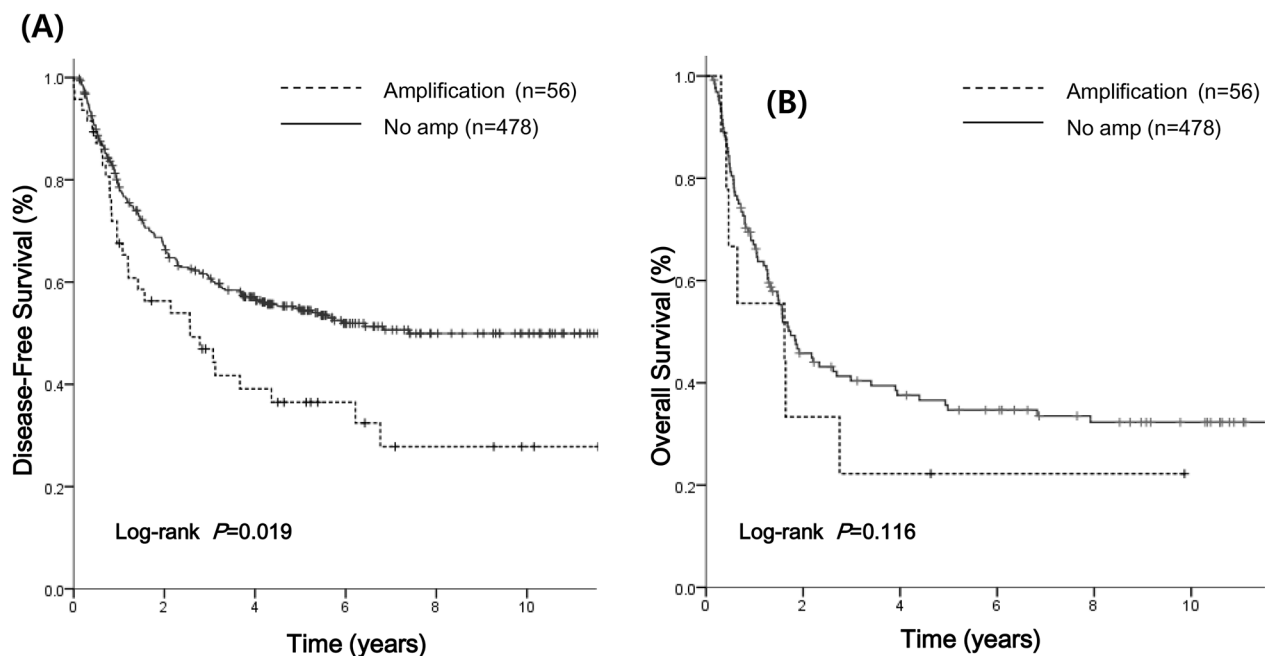 (A)
1.0
0.8
0.6
0.4
0.2
0.0
0
2
4
6
8
10
Disease-Free Survival (%)
Time (years)
Amplification (n=56)
No amp (n=478)
Log-rank P=0.019
(B)
1.0
0.8
0.6
0.4
0.2
0.0
0
2
4
6
8
10
Overall Survival (%)
Time (years)
Amplification (n=56)
No amp (n=478)
Log-rank P=0.116